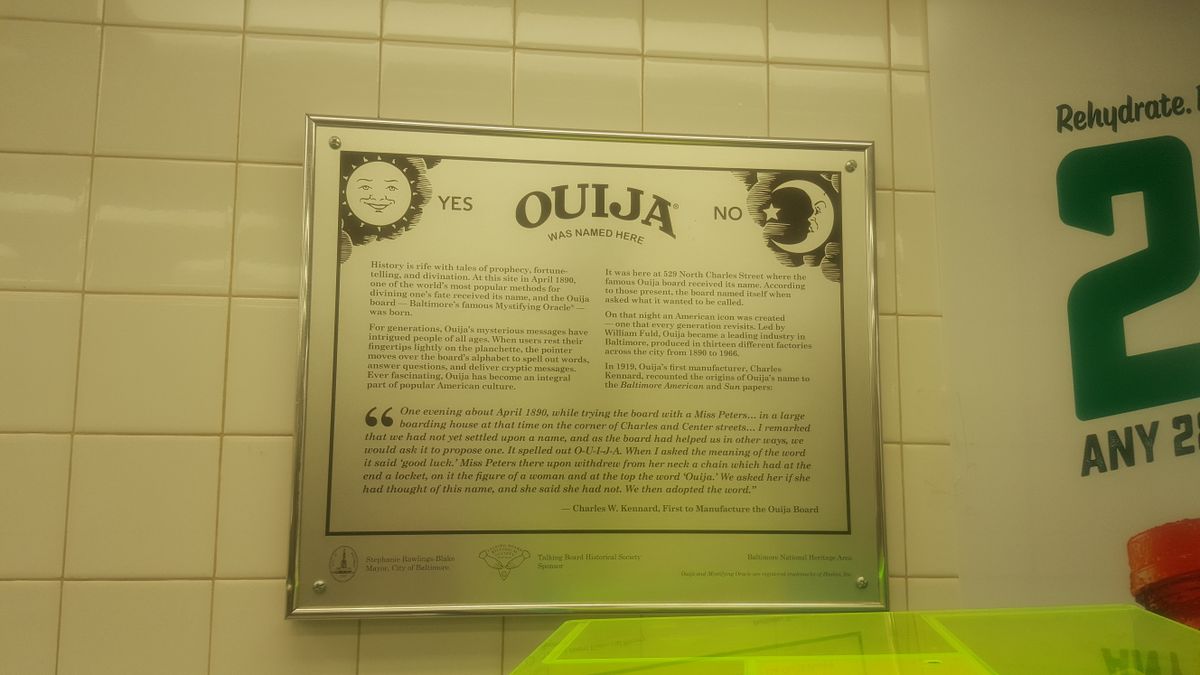 YES
OUIJA®
NO
WAS NAMED HERE
History is rife with tales of prophecy, fortune-
telling, and divination. At this site in April 1890,
one of the world's most popular methods for
divining one's fate received its name, and the Ouija
board — Baltimore's famous Mystifying Oracle® —
was born.
For generations, Ouija's mysterious messages have
intrigued people of all ages. When users rest their
fingertips lightly on the planchette, the pointer
moves over the board's alphabet to spell out words,
answer questions, and deliver cryptic messages.
Ever fascinating, Ouija has become an integral
part of popular American culture.
It was here at 529 North Charles Street where the
famous Ouija board received its name. According
to those present, the board named itself when
asked what it wanted to be called.
On that night an American icon was created
— one that every generation revisits. Led by
William Fuld, Ouija became a leading industry in
Baltimore, produced in thirteen different factories
across the city from 1890 to 1966.
In 1919, Ouija's first manufacturer, Charles
Kennard, recounted the origins of Ouija's name to
the Baltimore American and Sun papers:
“ One evening about April 1890, while trying the board with a Miss Peters... in a large
boarding house at that time on the corner of Charles and Center streets... I remarked
that we had not yet settled upon a name, and as the board had helped us in other ways, we
would ask it to propose one. It spelled out O-U-I-J-A. When I asked the meaning of the word
it said ‘good luck.’ Miss Peters there upon withdrew from her neck a chain which had at the
end a locket, on it the figure of a woman and at the top the word ‘Ouija.’ We asked her if she
had thought of this name, and she said she had not. We then adopted the word.”
— Charles W. Kennard, First to Manufacture the Ouija Board
Stephanie Rawlings-Blake
Mayor, City of Baltimore
Talking Board Historical Society
Sponsor
Baltimore National Heritage Area
Ouija and Mystifying Oracle are registered trademarks of Hasbro, Inc.
Rehydrate.
2
ANY 2